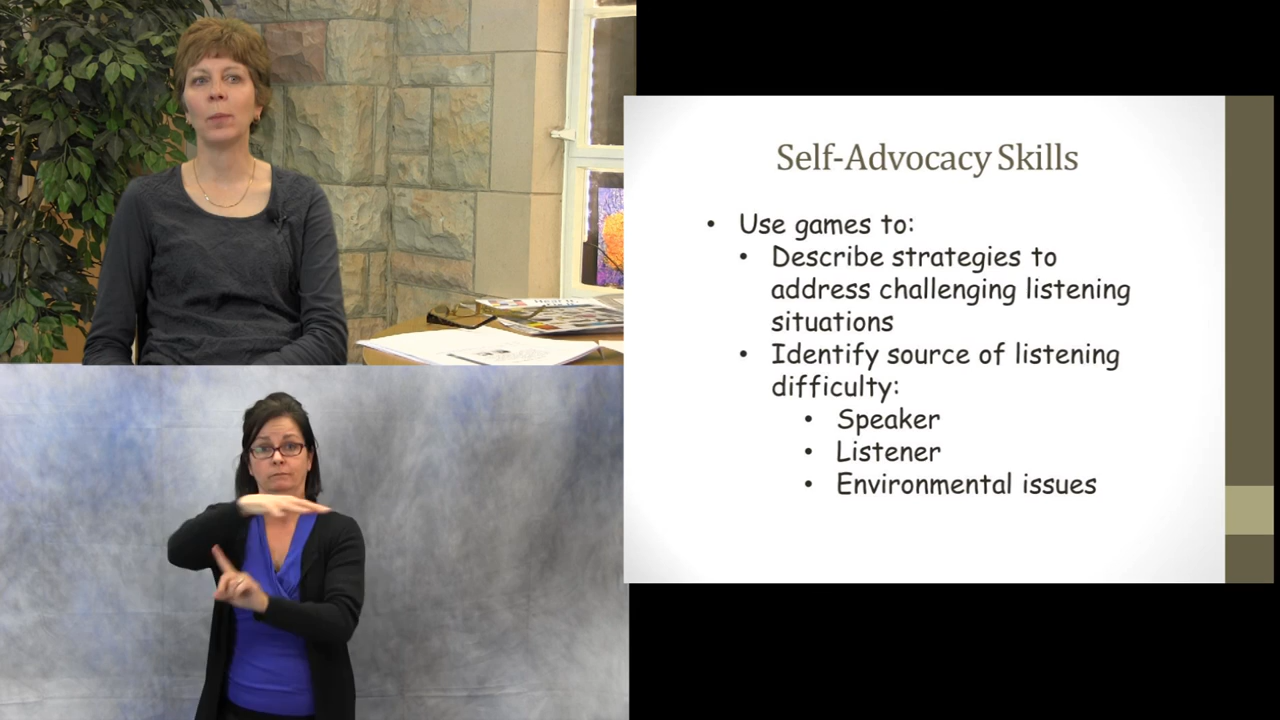 Self-Advocacy Skills
• Use games to:
• Describe strategies to
address challenging listening
situations
• Identify source of listening
difficulty:
• Speaker
• Listener
• Environmental issues